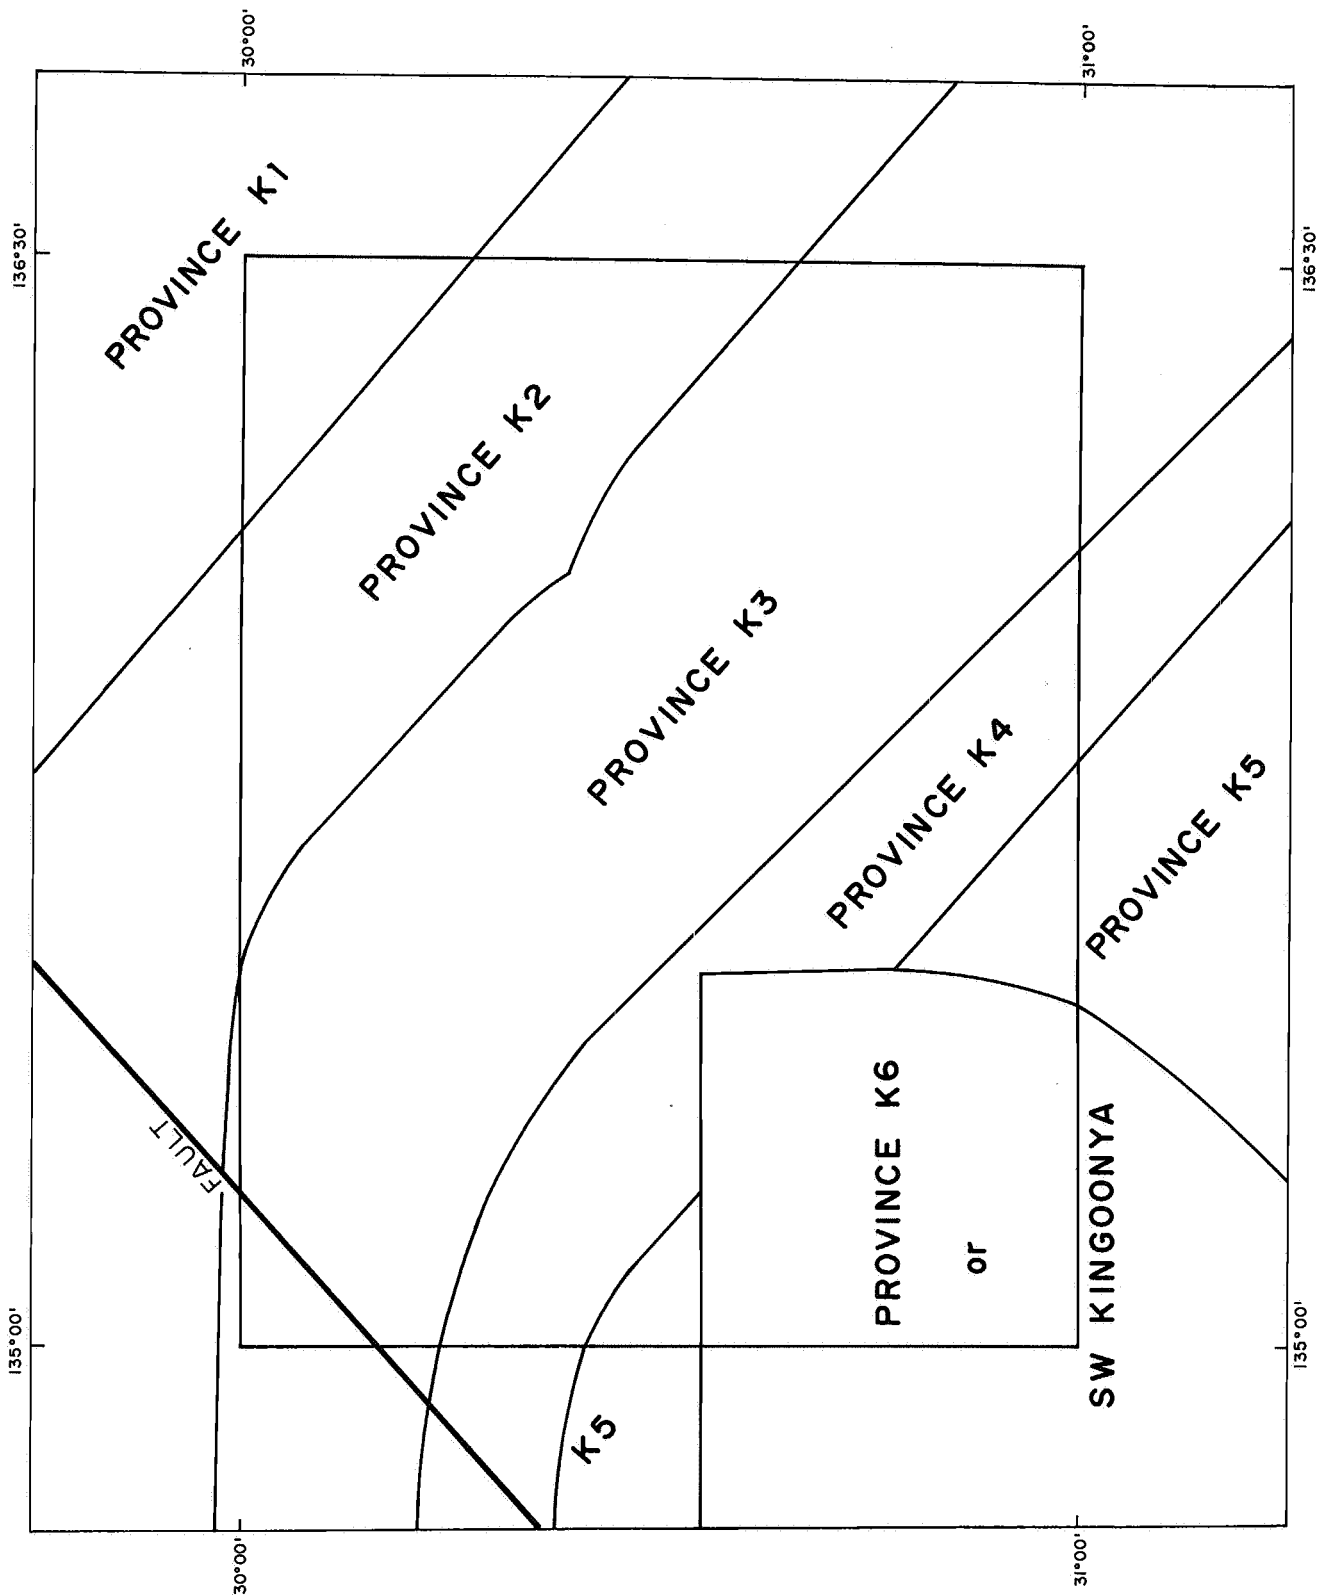 30°00'
31°00'
136°30'
136°30'
PROVINCE K1
PROVINCE K2
PROVINCE K3
PROVINCE K4
PROVINCE K5
FAULT
PROVINCE K6
or
SW KINGOONYA
K5
135°00'
135°00'
30°00'
31°00'